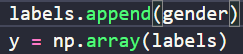 labels.append(gender)
y = np.array(labels)